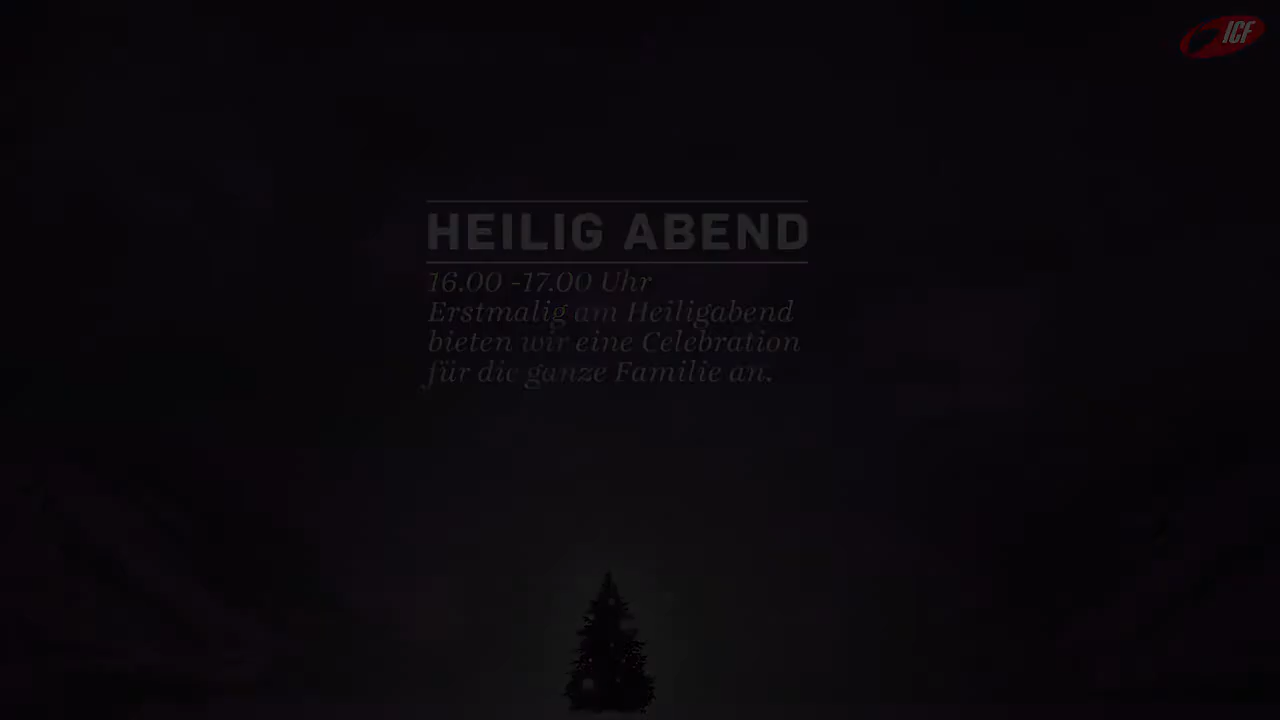 ICF
HEILIG ABEND
16.00 -17.00 Uhr
Erstmalig am Heiligabend
bieten wir eine Celebration
für die ganze Familie an.